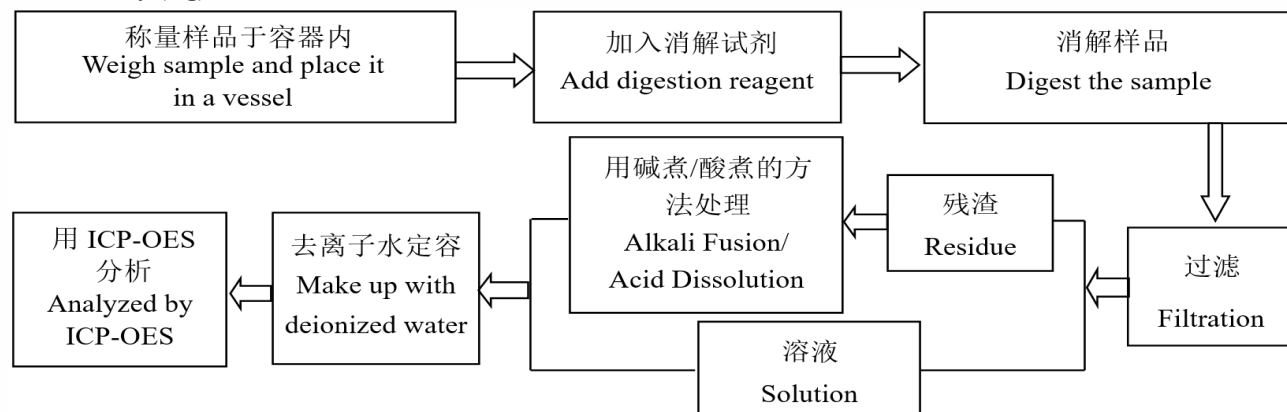 称量样品于容器内
Weigh sample and place it
in a vessel
加入消解试剂
Add digestion reagent
消解样品
Digest the sample
过滤
Filtration
残渣
Residue
用碱煮/酸煮的方
法处理
Alkali Fusion/
Acid Dissolution
溶液
Solution
去离子水定容
Make up with
deionized water
用 ICP-OES
分析
Analyzed by
ICP-OES